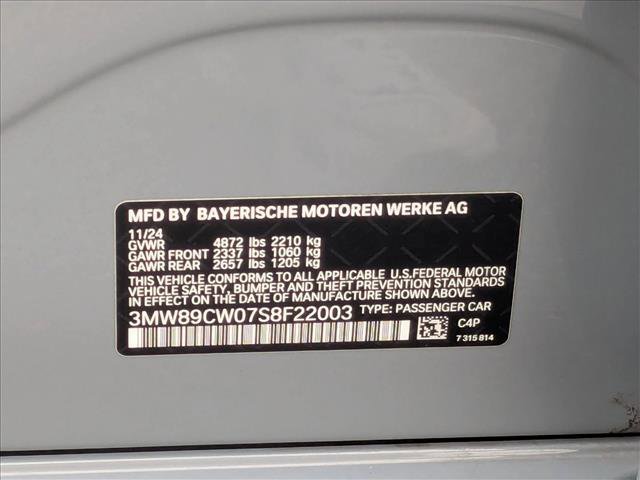 MFD BY BAYERISCHE MOTOREN WERKE AG
11/24
GVWR 4872 lbs 2210 kg
GAWR FRONT 2337 lbs 1060 kg
GAWR REAR 2657 lbs 1205 kg
THIS VEHICLE CONFORMS TO ALL APPLICABLE U.S.FEDERAL MOTOR
VEHICLE SAFETY, BUMPER AND THEFT PREVENTION STANDARDS
IN EFFECT ON THE DATE OF MANUFACTURE SHOWN ABOVE.
3MW89CW07S8F22003 TYPE: PASSENGER CAR
C4P
7 315 814